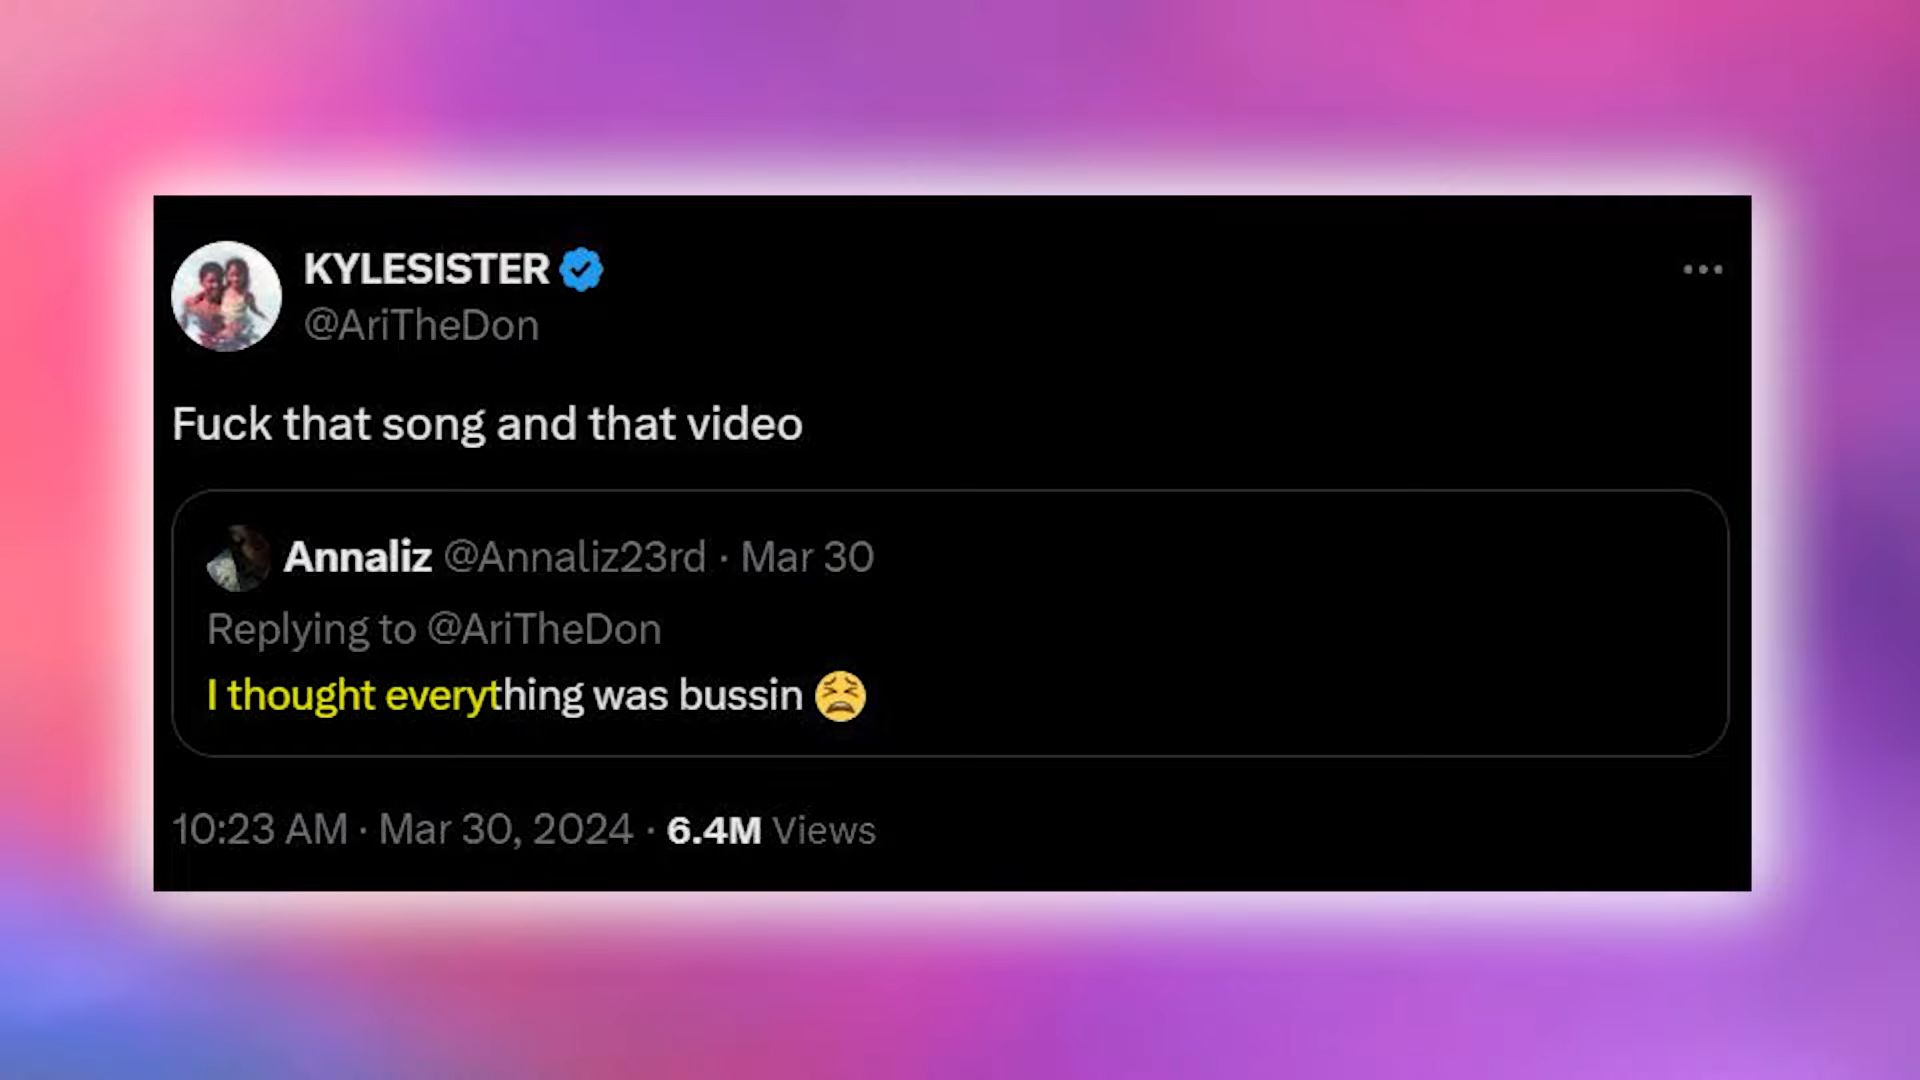 KYLESISTER
@AriTheDon
Fuck that song and that video
Annaliz @Annaliz23rd · Mar 30
Replying to @AriTheDon
I thought everything was bussin 😫
10:23 AM · Mar 30, 2024 · 6.4M Views